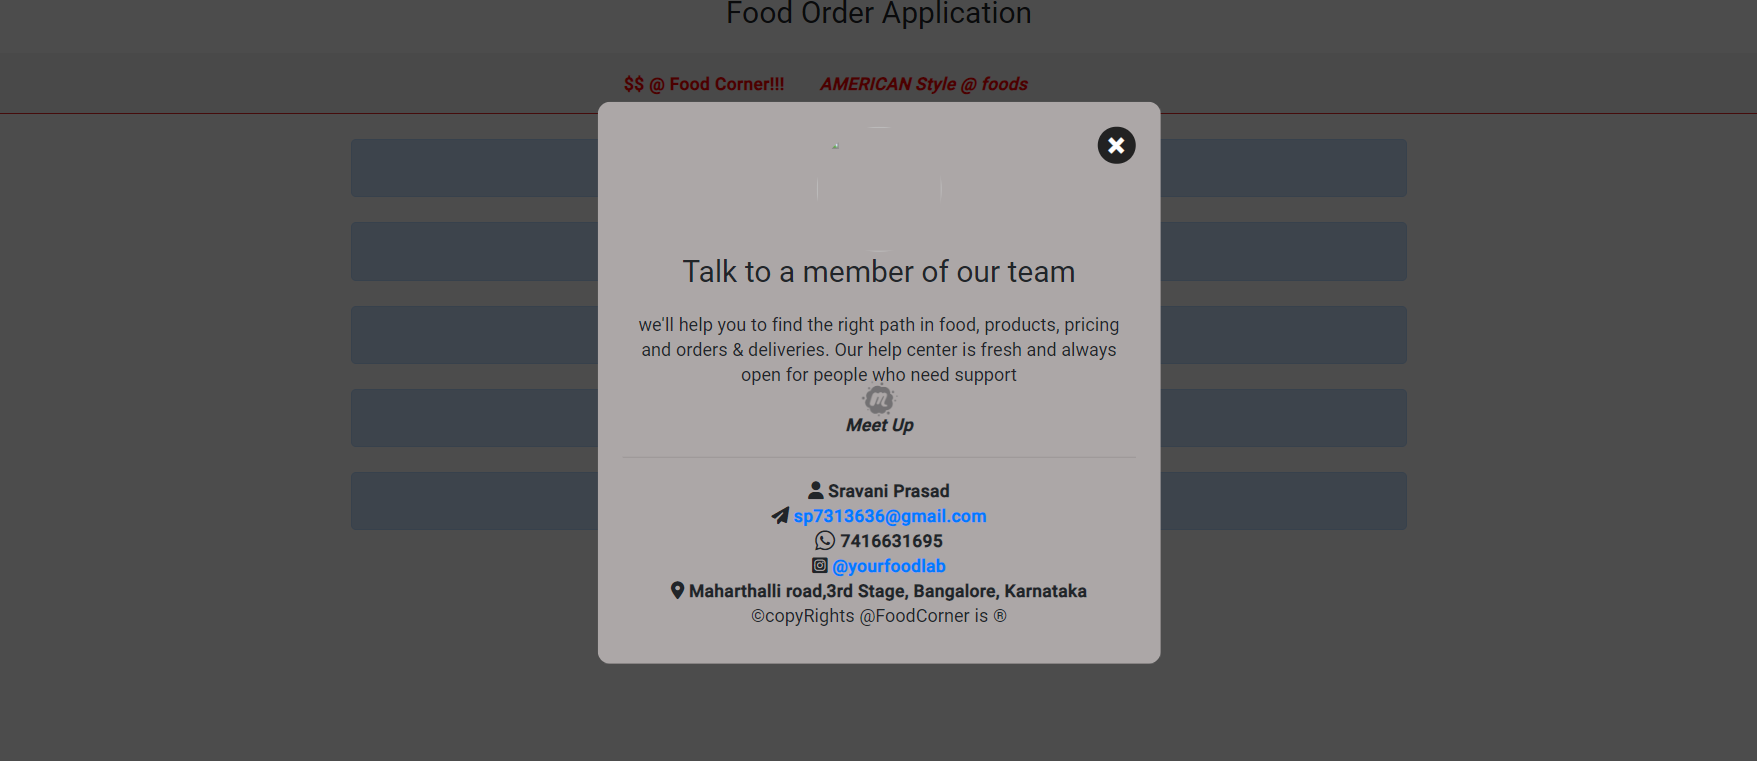 Food Order Application
$$ @ Food Corner!!! AMERICAN Style @ foods
Talk to a member of our team
we'll help you to find the right path in food, products, pricing
and orders & deliveries. Our help center is fresh and always
open for people who need support
m
Meet Up
Sravani Prasad
sp7313636@gmail.com
7416631695
@yourfoodlab
Maharthalli road,3rd Stage, Bangalore, Karnataka
©copyRights @FoodCorner is ®